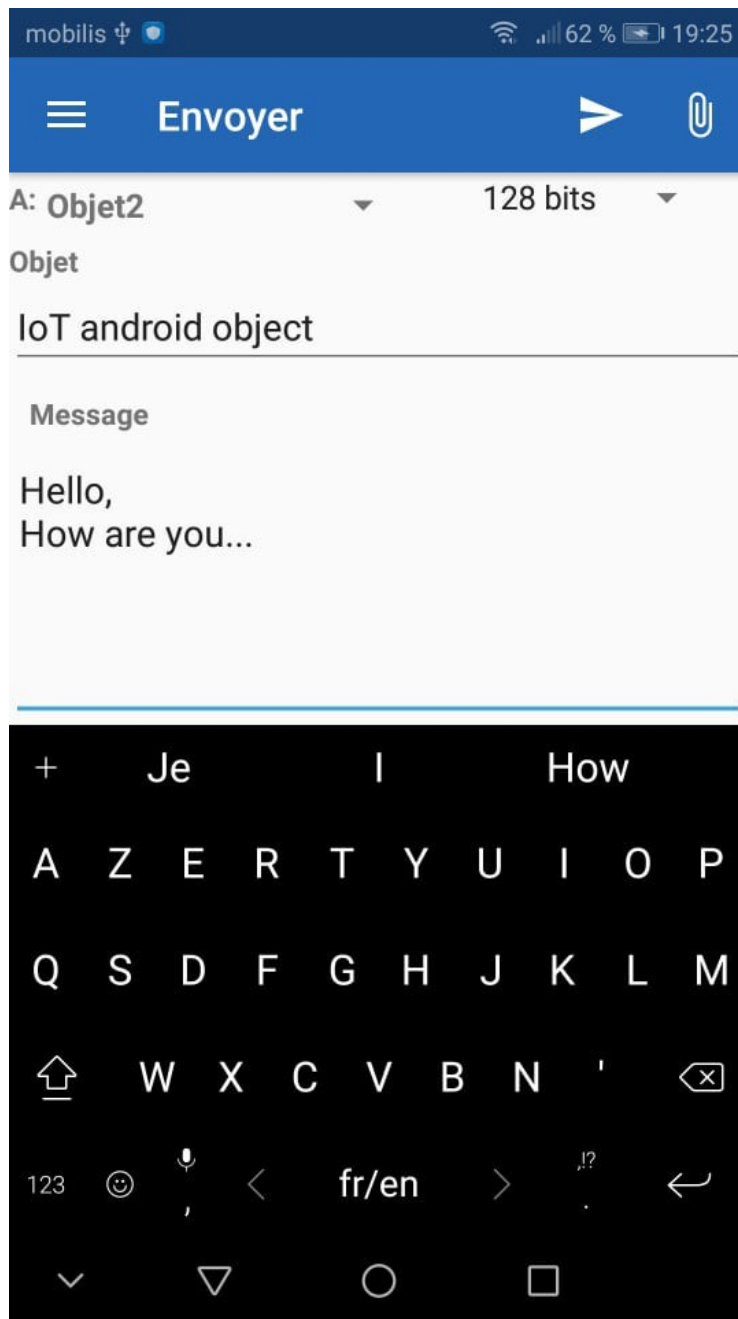 mobilis 62 % 19:25
Envoyer
A: Objet2 128 bits
Objet
IoT android object
Message
Hello,
How are you...
+ Je I How
A Z E R T Y U I O P
Q S D F G H J K L M
W X C V B N '
123 , < fr/en > ,!? .